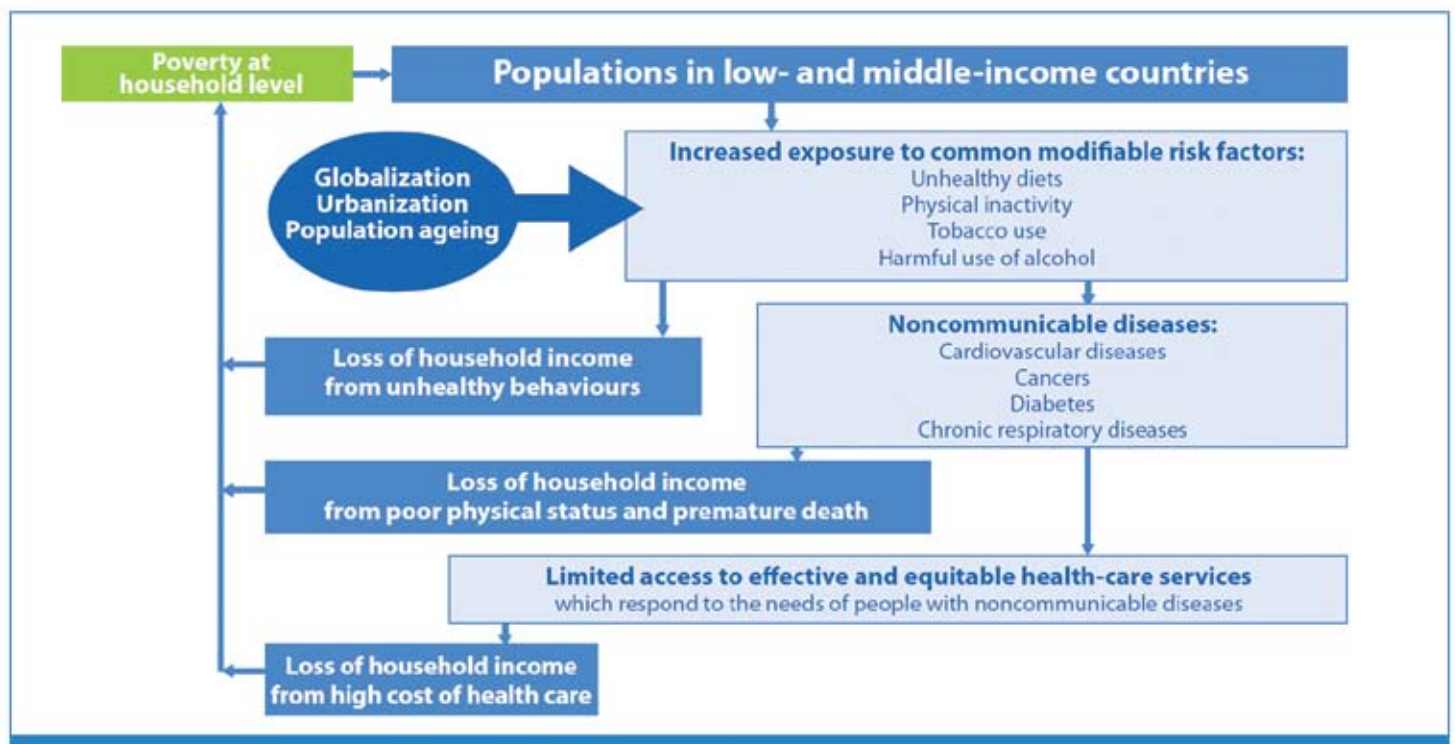 Poverty at
household level
Populations in low- and middle-income countries
Globalization
Urbanization
Population ageing
Increased exposure to common modifiable risk factors:
Unhealthy diets
Physical inactivity
Tobacco use
Harmful use of alcohol
Noncommunicable diseases:
Cardiovascular diseases
Cancers
Diabetes
Chronic respiratory diseases
Loss of household income
from unhealthy behaviours
Loss of household income
from poor physical status and premature death
Limited access to effective and equitable health-care services
which respond to the needs of people with noncommunicable diseases
Loss of household income
from high cost of health care